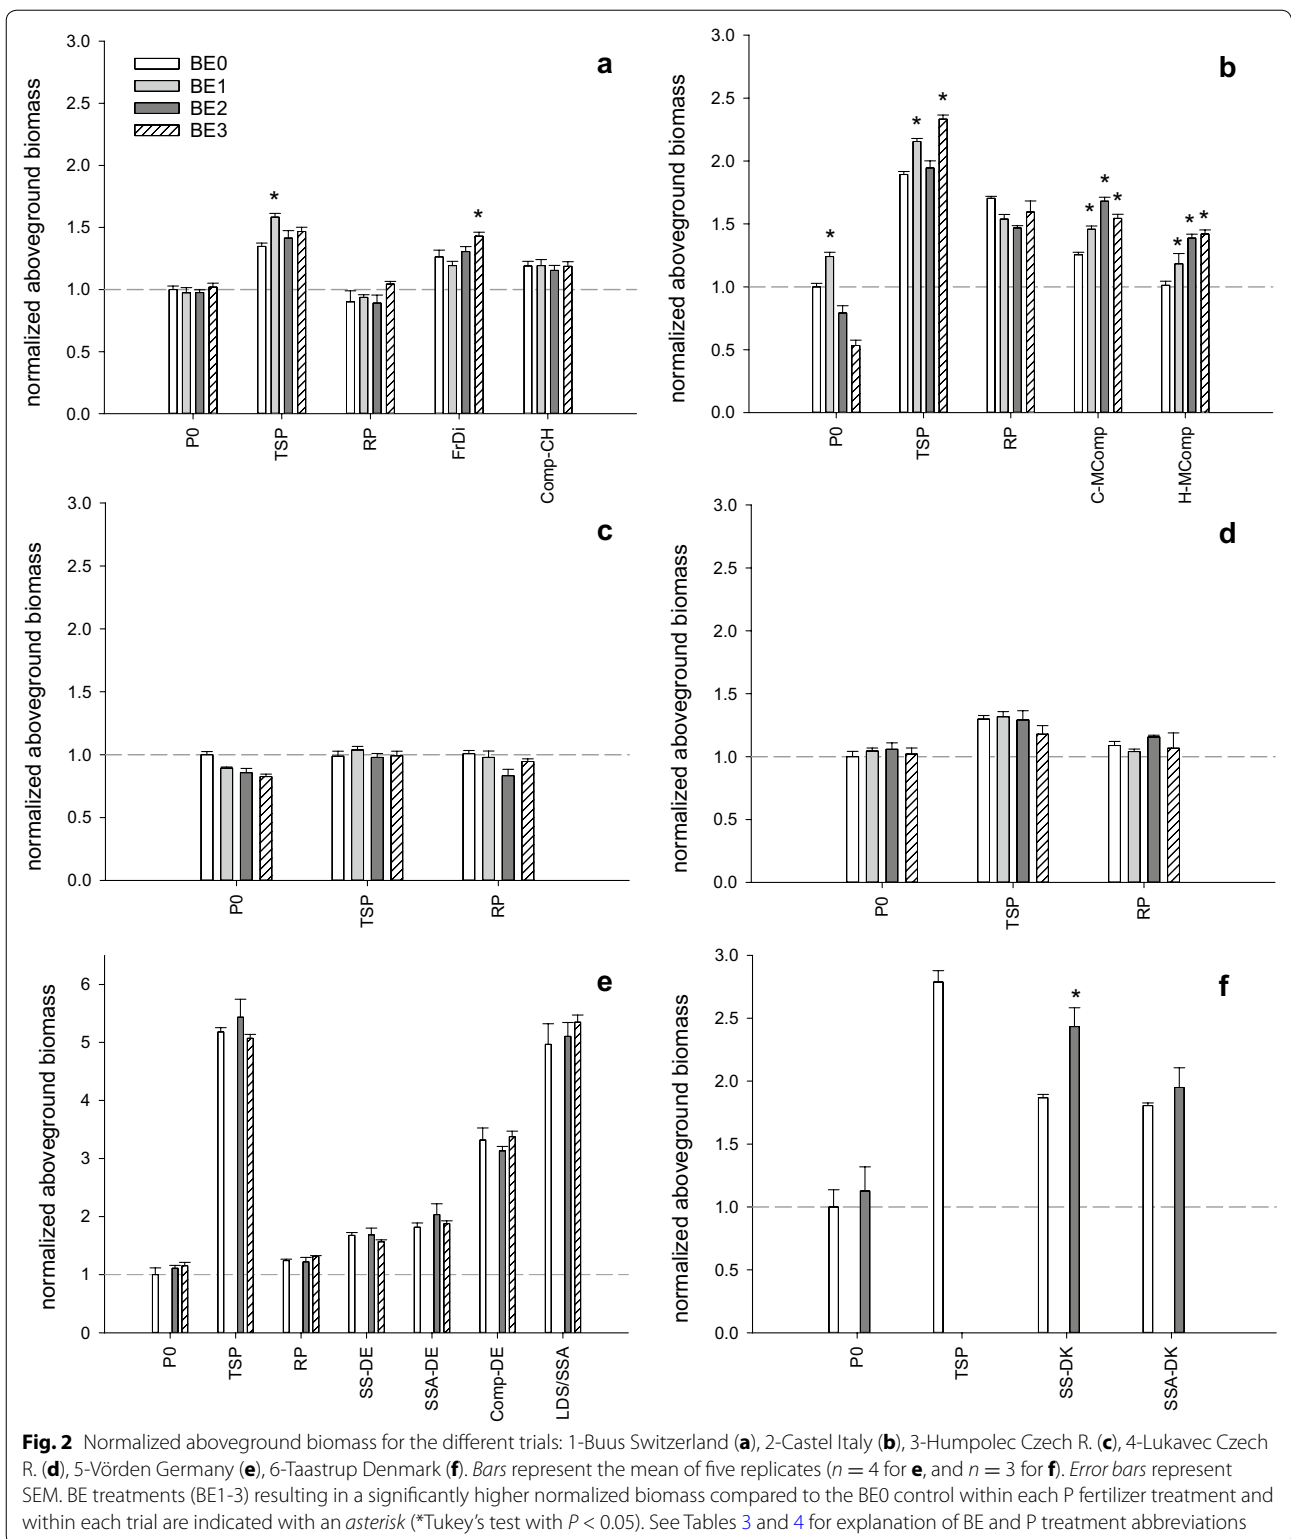 a
normalized aboveground biomass
3.0
2.5
2.0
1.5
1.0
0.5
0.0
BE0
BE1
BE2
BE3
*
*
P0
TSP
RP
FrDi
Comp-CH
b
normalized aboveground biomass
3.0
2.5
2.0
1.5
1.0
0.5
0.0
*
*
*
*
*
*
*
*
*
P0
TSP
RP
C-MComp
H-MComp
c
normalized aboveground biomass
3.0
2.5
2.0
1.5
1.0
0.5
0.0
P0
TSP
RP
d
normalized aboveground biomass
3.0
2.5
2.0
1.5
1.0
0.5
0.0
P0
TSP
RP
e
normalized aboveground biomass
6
5
4
3
2
1
0
P0
TSP
RP
SS-DE
SSA-DE
Comp-DE
LDS/SSA
f
normalized aboveground biomass
3.0
2.5
2.0
1.5
1.0
0.5
0.0
*
P0
TSP
SS-DK
SSA-DK
Fig. 2 Normalized aboveground biomass for the different trials: 1-Buus Switzerland (a), 2-Castel Italy (b), 3-Humpolec Czech R. (c), 4-Lukavec Czech
R. (d), 5-Vörden Germany (e), 6-Taastrup Denmark (f). Bars represent the mean of five replicates (n = 4 for e, and n = 3 for f). Error bars represent
SEM. BE treatments (BE1-3) resulting in a significantly higher normalized biomass compared to the BE0 control within each P fertilizer treatment and
within each trial are indicated with an asterisk (*Tukey's test with P < 0.05). See Tables 3 and 4 for explanation of BE and P treatment abbreviations